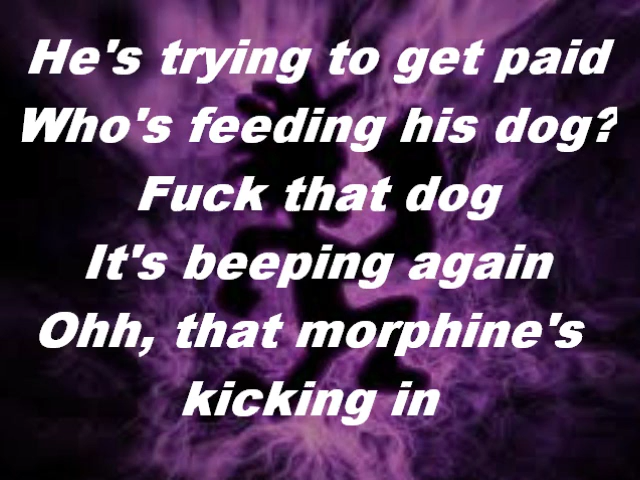 He's trying to get paid
Who's feeding his dog?
Fuck that dog
It's beeping again
Ohh, that morphine's
kicking in